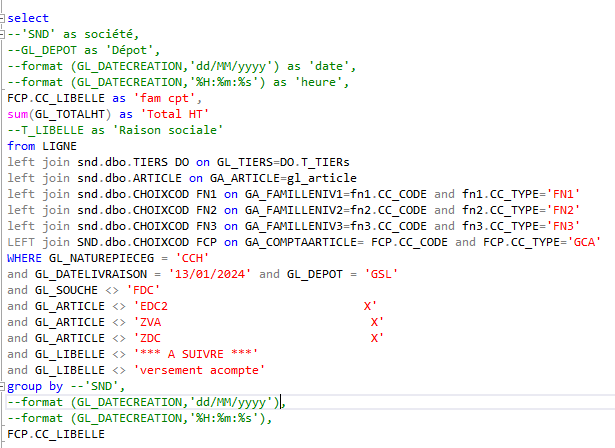 select
--'SND' as société,
--GL_DEPOT as 'Dépot',
--format (GL_DATECREATION,'dd/MM/yyyy') as 'date',
--format (GL_DATECREATION,'%H:%m:%s') as 'heure',
FCP.CC_LIBELLE as 'fam cpt',
sum(GL_TOTALHT) as 'Total HT'
--T_LIBELLE as 'Raison sociale'
from LIGNE
left join snd.dbo.TIERS DO on GL_TIERS=DO.T_TIERs
left join snd.dbo.ARTICLE on GA_ARTICLE=gl_article
left join snd.dbo.CHOIXCOD FN1 on GA_FAMILLENIV1=fn1.CC_CODE and fn1.CC_TYPE='FN1'
left join snd.dbo.CHOIXCOD FN2 on GA_FAMILLENIV2=fn2.CC_CODE and fn2.CC_TYPE='FN2'
left join snd.dbo.CHOIXCOD FN3 on GA_FAMILLENIV3=fn3.CC_CODE and fn3.CC_TYPE='FN3'
LEFT join SND.dbo.CHOIXCOD FCP on GA_COMPTAARTICLE= FCP.CC_CODE and FCP.CC_TYPE='GCA'
WHERE GL_NATUREPIECEG = 'CCH'
and GL_DATELIVRAISON = '13/01/2024' and GL_DEPOT = 'GSL'
and GL_SOUCHE <> 'FDC'
and GL_ARTICLE <> 'EDC2                             X'
and GL_ARTICLE <> 'ZVA                              X'
and GL_ARTICLE <> 'ZDC                              X'
and GL_LIBELLE <> '*** A SUIVRE ***'
and GL_LIBELLE <> 'versement acompte'
group by --'SND',
--format (GL_DATECREATION,'dd/MM/yyyy'),
--format (GL_DATECREATION,'%H:%m:%s'),
FCP.CC_LIBELLE